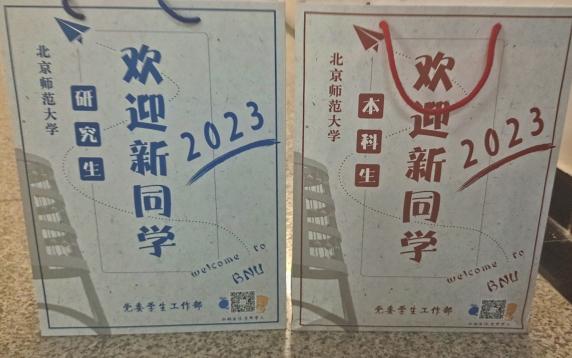 北京师范大学
研究生
欢迎新同学
2023
welcome to
BNU
党委学生工作部
北京师范大学
本科生
欢迎新同学
2023
welcome to
BNU
党委学生工作部